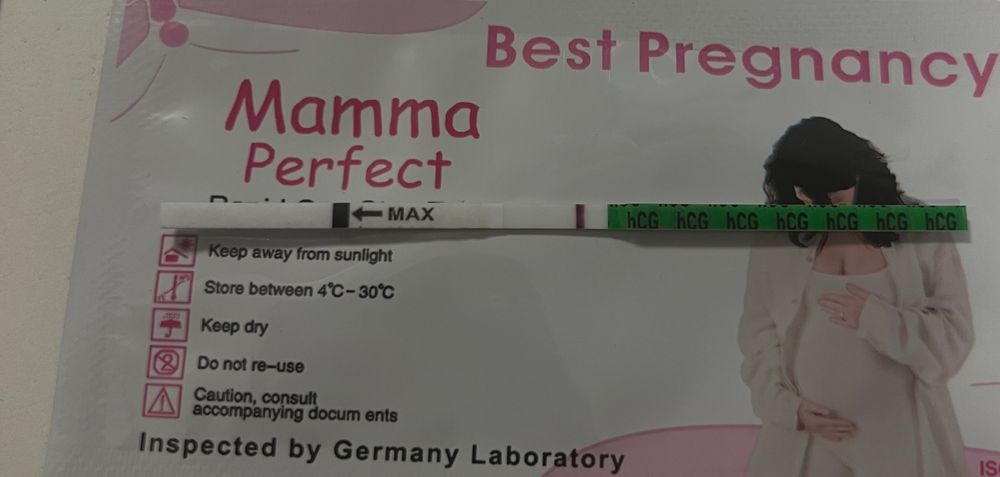 Best Pregnancy
Mamma
Perfect
MAX
hCG hCG hCG hCG hCG hCG hCG
Keep away from sunlight
Store between 4°C-30°C
Keep dry
Do not re-use
Caution, consult
accompanying docum ents
Inspected by Germany Laboratory